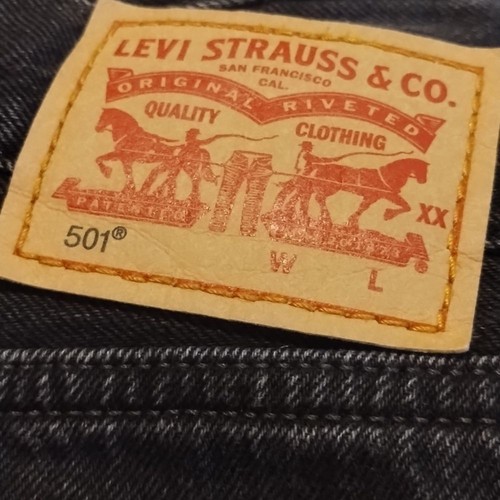 LEVI STRAUSS & CO.
SAN FRANCISCO
CAL.
ORIGINAL RIVETED
QUALITY CLOTHING
XX
501®
W L